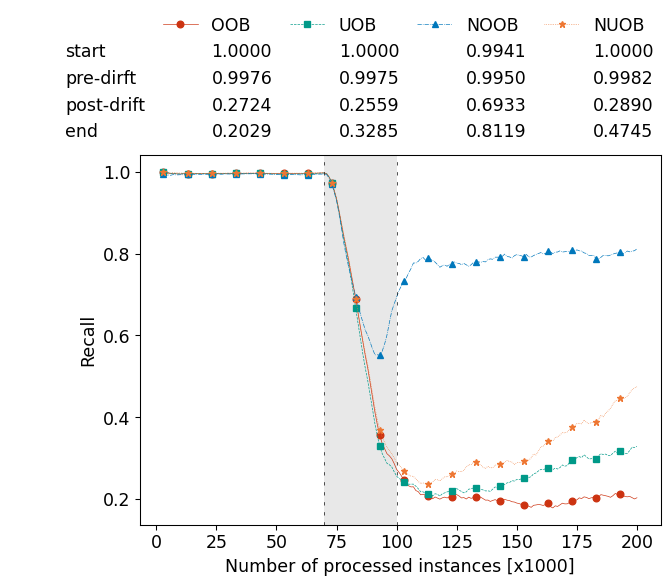 OOB UOB NOOB NUOB
start 1.0000 1.0000 0.9941 1.0000
pre-dirft 0.9976 0.9975 0.9950 0.9982
post-drift 0.2724 0.2559 0.6933 0.2890
end 0.2029 0.3285 0.8119 0.4745
1.0
0.8
0.6
0.4
0.2
Recall
0 25 50 75 100 125 150 175 200
Number of processed instances [x1000]